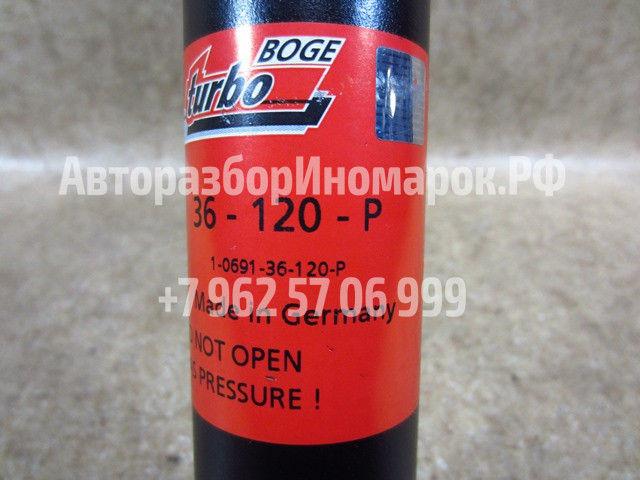 BOGE
turbo
АвторазборИномарок.РФ
36 - 120 - P
1-0691-36-120-P
+7 962 57 06 999
Made in Germany
NOT OPEN
PRESSURE !